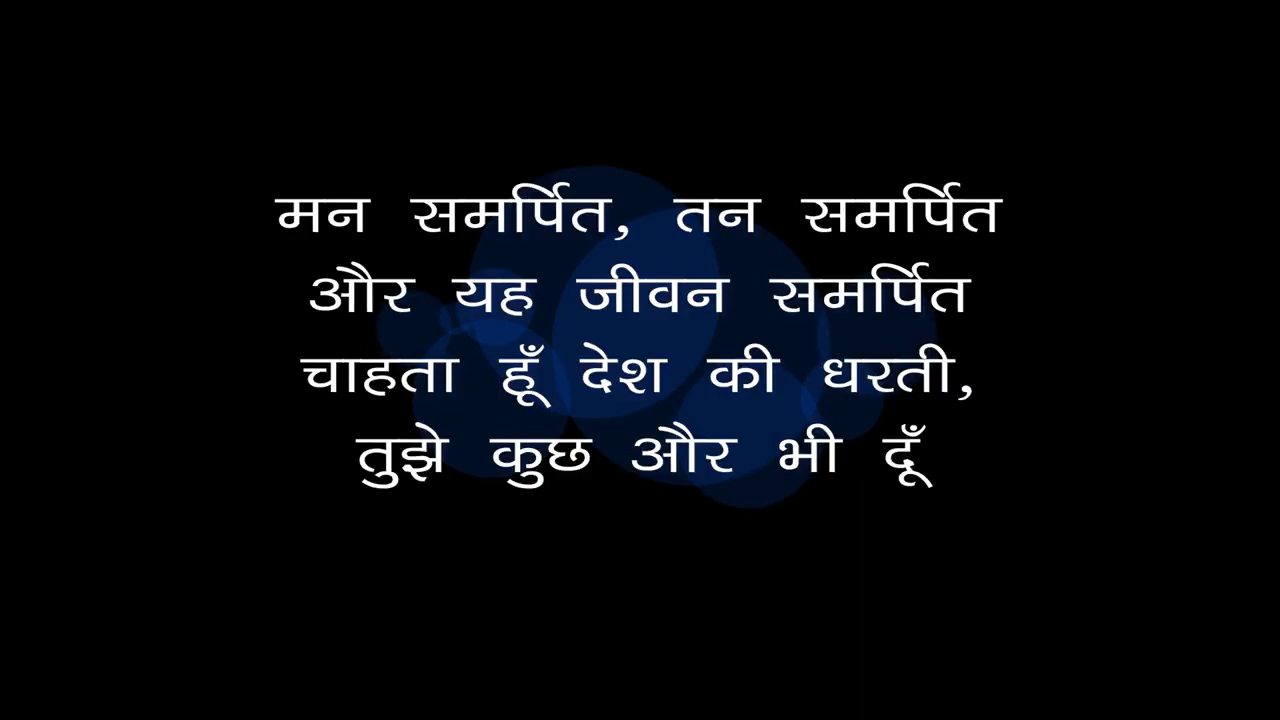 मन समर्पित, तन समर्पित
और यह जीवन समर्पित
चाहता हूँ देश की धरती,
तुझे कुछ और भी दूँ